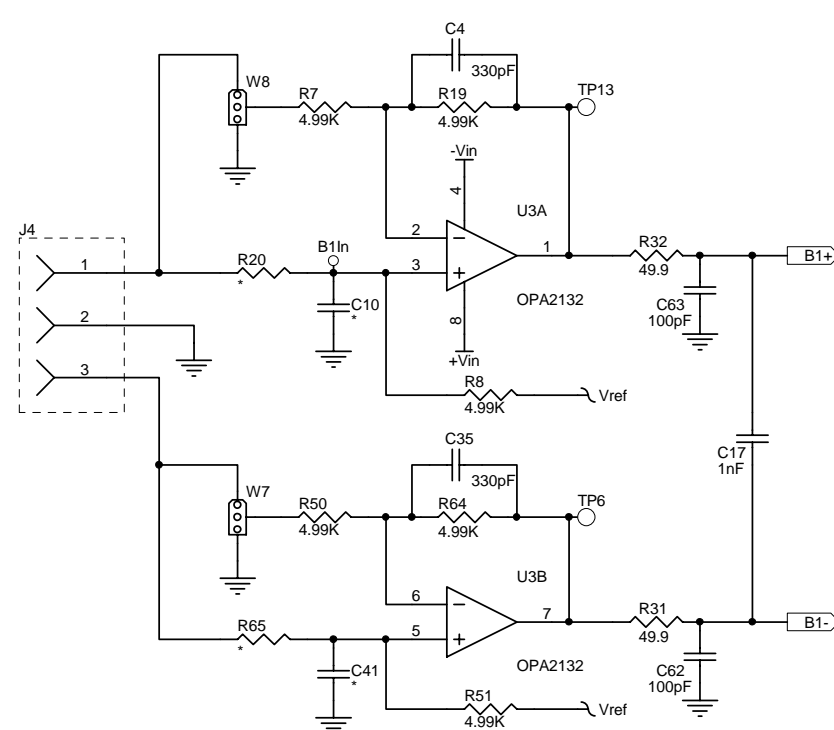 C4
330pF
W8
R7
4.99K
R19
4.99K
TP13
-Vin
4
U3A
J4
2
1
R20
*
B1In
3
1
R32
49.9
B1+
C10
*
OPA2132
C63
100pF
2
8
+Vin
3
R8
4.99K
Vref
C35
330pF
C17
1nF
W7
R50
4.99K
R64
4.99K
TP6
U3B
6
7
R65
*
5
R31
49.9
B1-
C41
*
OPA2132
C62
100pF
R51
4.99K
Vref